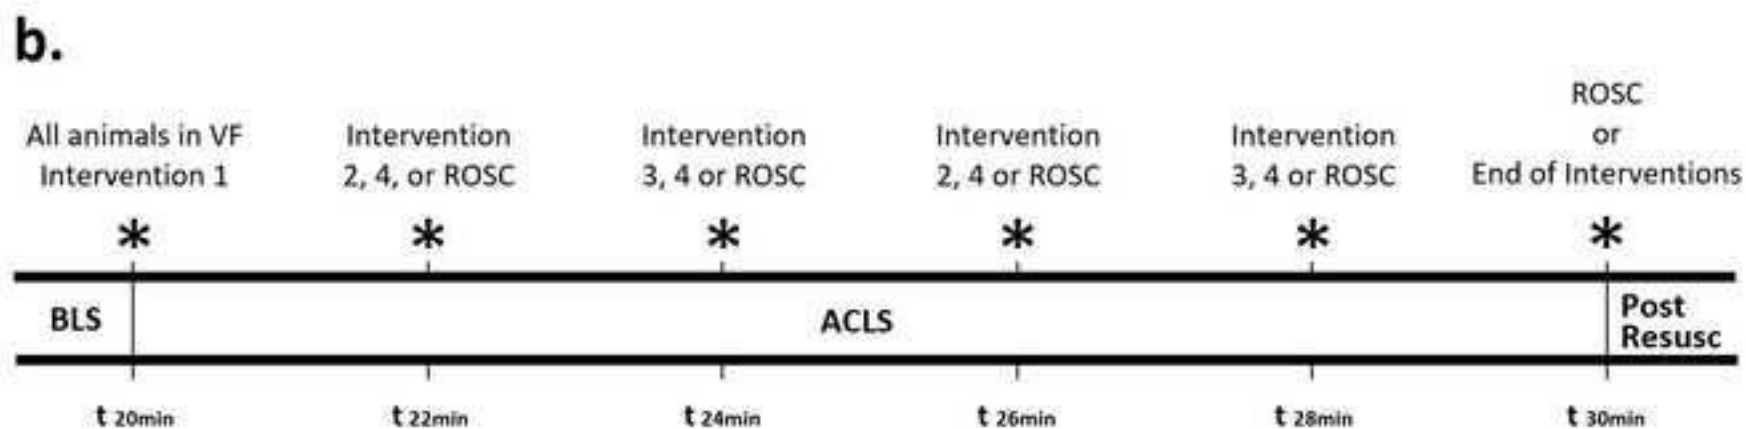 b.
All animals in VF
Intervention 1
Intervention
2, 4, or ROSC
Intervention
3, 4 or ROSC
Intervention
2, 4 or ROSC
Intervention
3, 4 or ROSC
ROSC
or
End of Interventions
* * * * * *
BLS
ACLS
Post
Resusc
t 20min
t 22min
t 24min
t 26min
t 28min
t 30min